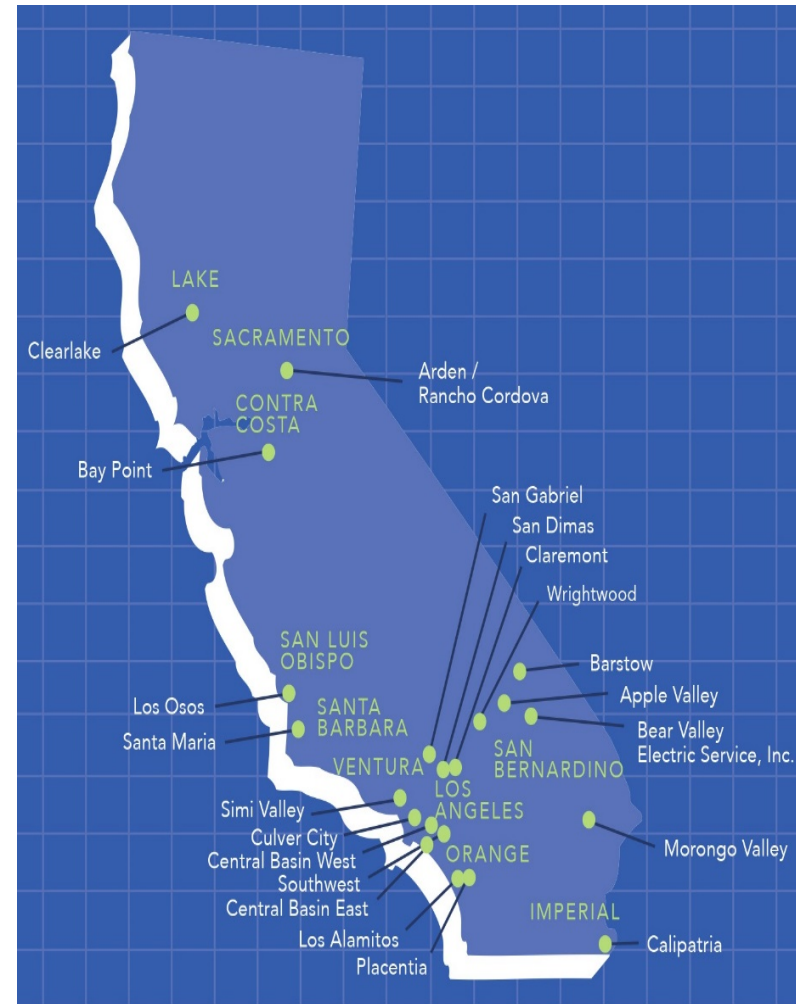 LAKE
Clearlake
SACRAMENTO
Arden /
Rancho Cordova
CONTRA
COSTA
Bay Point
San Gabriel
San Dimas
Claremont
Wrightwood
SAN LUIS
OBISPO
Barstow
Los Osos
SANTA
BARBARA
Apple Valley
Santa Maria
Bear Valley
Electric Service, Inc.
VENTURA
SAN
BERNARDINO
LOS
ANGELES
Simi Valley
Culver City
Central Basin West
Southwest
Central Basin East
ORANGE
Morongo Valley
Los Alamitos
Placentia
IMPERIAL
Calipatria